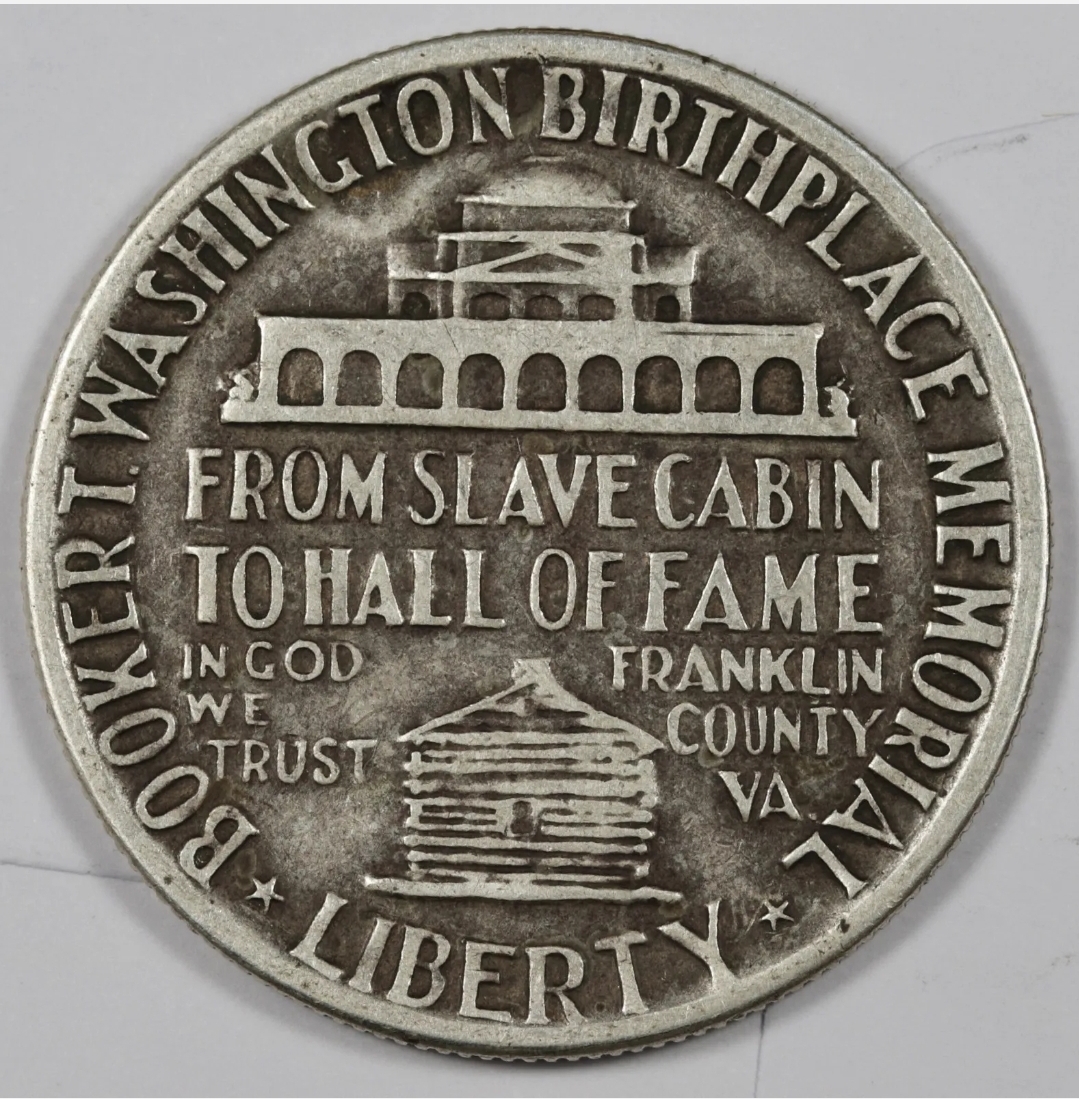 BOOKER T. WASHINGTON BIRTHPLACE MEMORIAL
FROM SLAVE CABIN
TO HALL OF FAME
IN GOD
WE
TRUST
FRANKLIN
COUNTY
VA.
LIBERTY